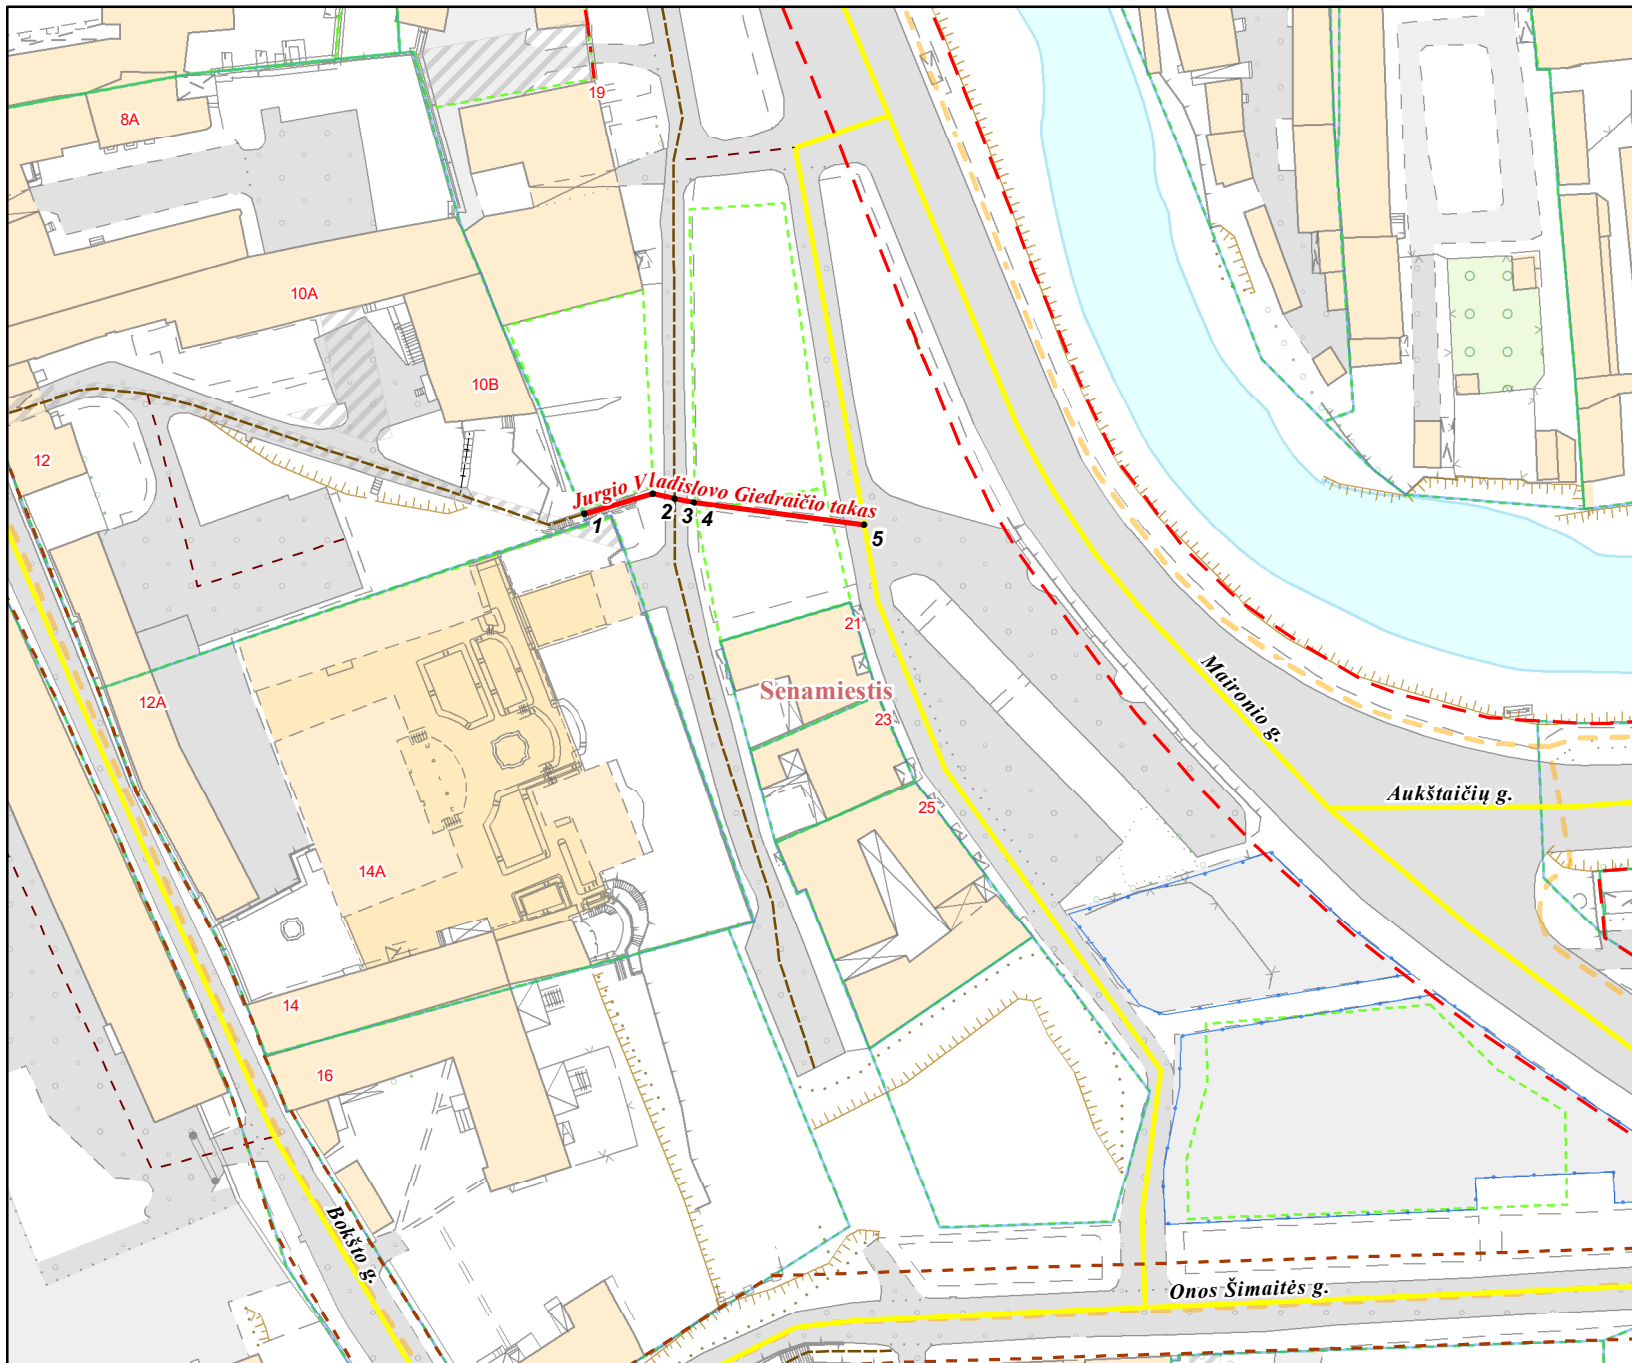 19
8A
10A
10B
12
Jurgio Vladislovo Giedraičio takas
1
2
3
4
5
21
Maironio g.
Senamiestis
12A
23
Aukštaičių g.
25
14A
14
16
Bokšto g.
Onos Šimaitės g.